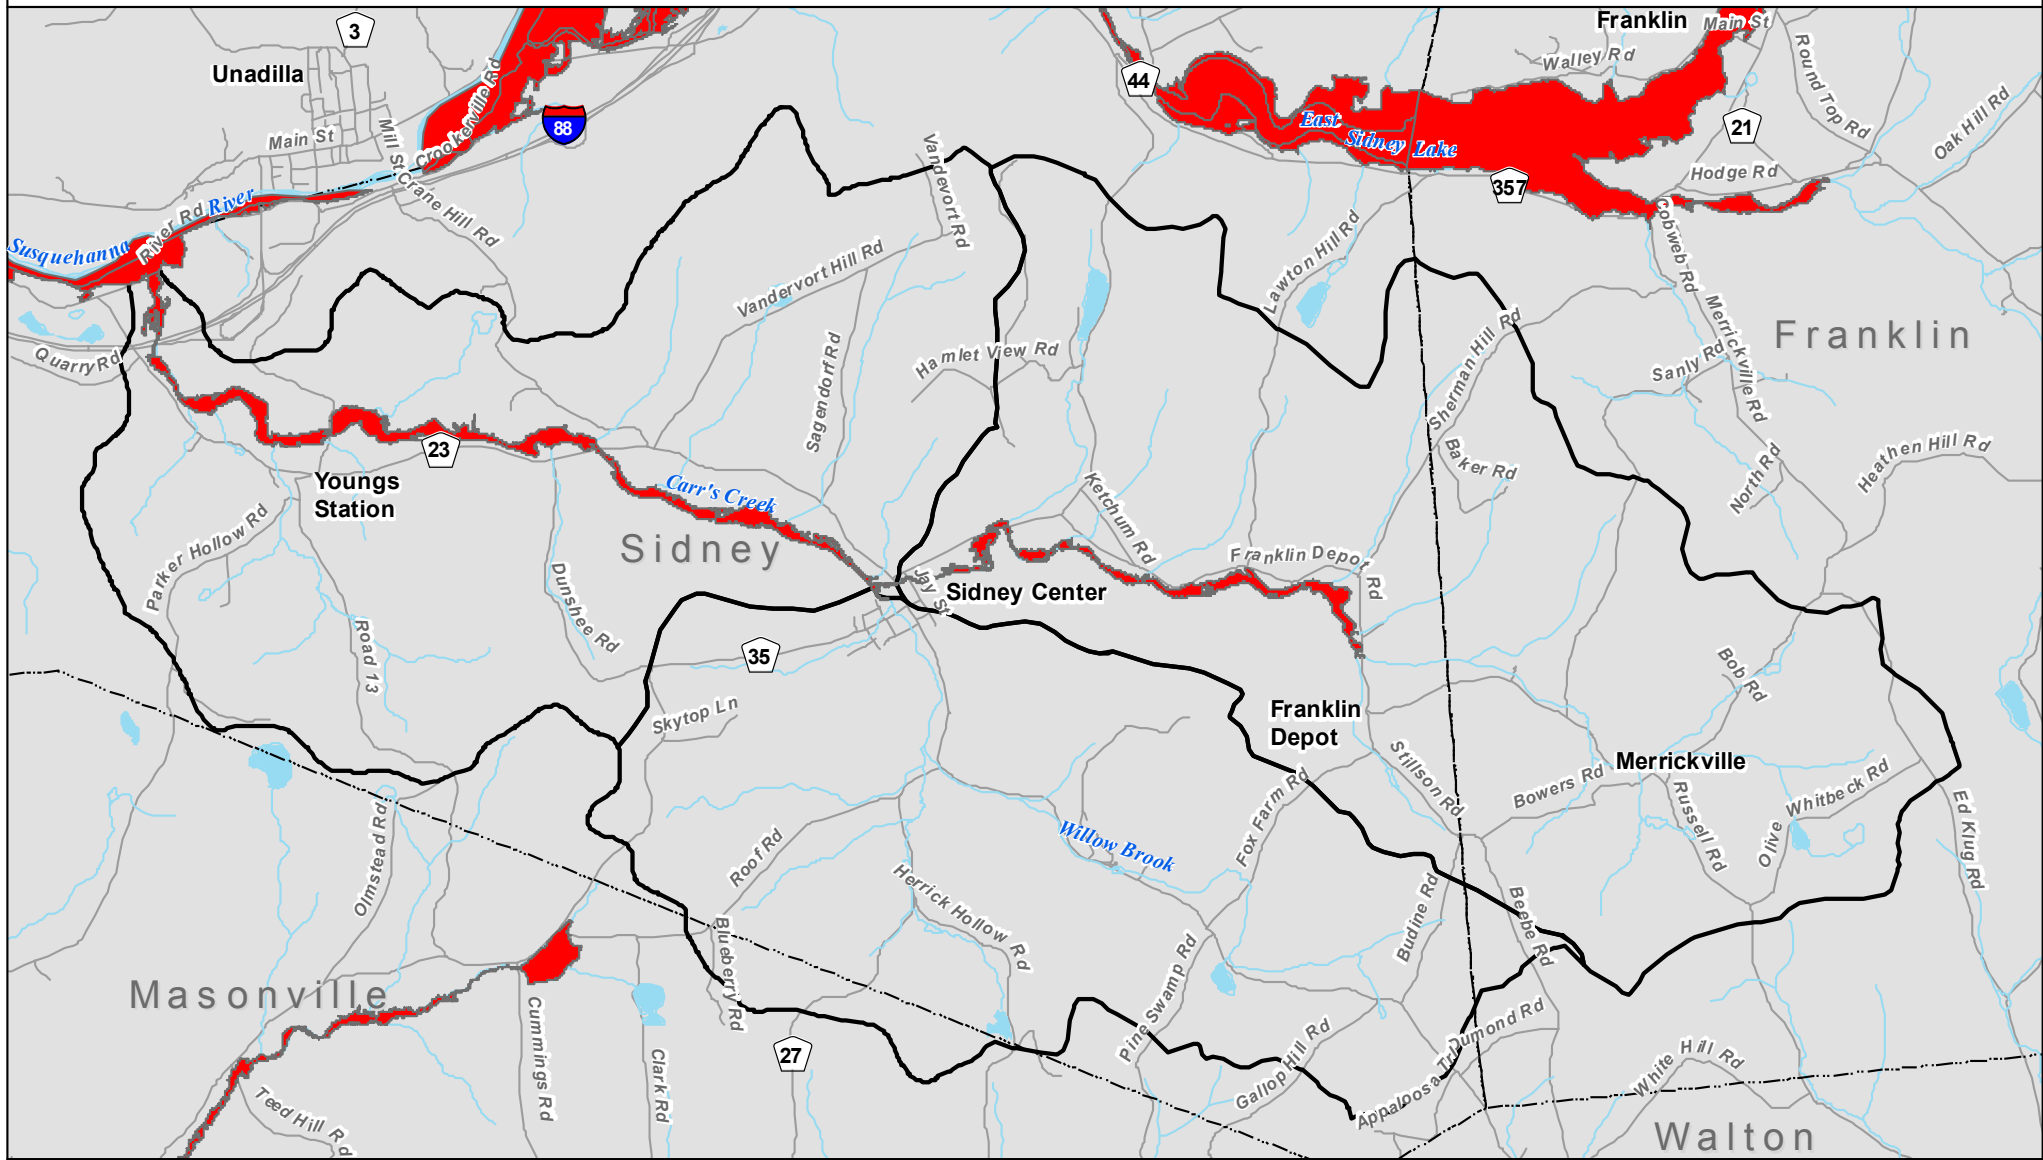 3
Franklin
Main St
Unadilla
Walley Rd
Round Top Rd
44
Crookerville Rd
88
Main St
Mill St
East
Sidney Lake
21
Oak Hill Rd
Vandevort Rd
Hodge Rd
357
Crane Hill Rd
River Rd
River
Susquehanna
Cobweb Rd
Lawton Hill Rd
Vandervort Hill Rd
Merrickville Rd
Franklin
Sherman Hill Rd
Quarry Rd
Hamlet View Rd
Sanly Rd
Sagendorf Rd
23
Baker Rd
Heathen Hill Rd
North Rd
Youngs
Station
Carr's Creek
Ketchum Rd
Parker Hollow Rd
Sidney
Franklin Depot Rd
Dunshee Rd
Jay St
Sidney Center
Road 13
35
Bob Rd
Skytop Ln
Franklin
Depot
Stillson Rd
Merrickville
Bowers Rd
Russell Rd
Olive Whitbeck Rd
Ed Klug Rd
Fox Farm Rd
Willow Brook
Olmstead Rd
Roof Rd
Herrick Hollow Rd
Budine Rd
Beebe Rd
Blueberry Rd
Pine Swamp Rd
Masonville
Cummings Rd
Clark Rd
27
Gallop Hill Rd
Dumond Rd
Appaloosa Trl
White Hill Rd
Teed Hill Rd
Walton